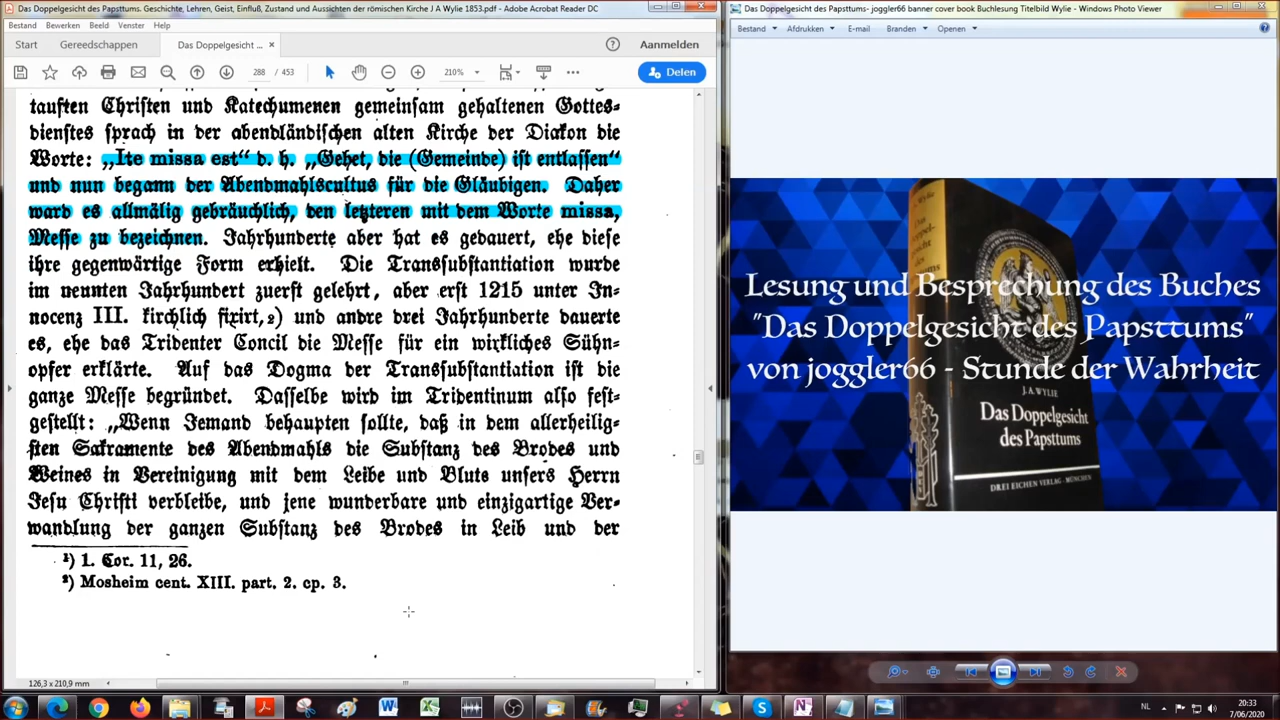 Das Doppelgesicht des Papsttums. Geschichte, Lehren, Geist, Einfluß, Zustand und Aussichten der römischen Kirche J A Wylie 1853.pdf - Adobe Acrobat Reader DC
Bestand Bewerken Beeld Venster Help
Start Gereedschappen Das Doppelgesicht ... × Aanmelden
288 / 453 210% Delen
tauften Christen und Katechumenen gemeinsam gehaltenen Gottes-
dienstes sprach in der abendländischen alten Kirche der Diakon die
Worte: „Ite missa est“ d. h. „Gehet, die (Gemeinde) ist entlassen“
und nun begann der Abendmahlscultus für die Gläubigen. Daher
ward es allmälig gebräuchlich, den letzteren mit dem Worte missa,
Messe zu bezeichnen. Jahrhunderte aber hat es gedauert, ehe diese
ihre gegenwärtige Form erhielt. Die Transsubstantiation wurde
im neunten Jahrhundert zuerst gelehrt, aber erst 1215 unter In-
nocenz III. kirchlich fixirt,2) und andre drei Jahrhunderte dauerte
es, ehe das Tridenter Concil die Messe für ein wirkliches Sühn-
opfer erklärte. Auf das Dogma der Transsubstantiation ist die
ganze Messe begründet. Dasselbe wird im Tridentinum also fest-
gestellt: „Wenn Jemand behaupten sollte, daß in dem allerheilig-
sten Sakramente des Abendmahls die Substanz des Brodes und
Weines in Vereinigung mit dem Leibe und Blute unsers Herrn
Jesu Christi verbleibe, und jene wunderbare und einzigartige Ver-
wandlung der ganzen Substanz des Brodes in Leib und der
1) 1. Cor. 11, 26.
2) Mosheim cent. XIII. part. 2. cp. 3.
126,3 x 210,9 mm
Das Doppelgesicht des Papsttums- joggler66 banner cover book Buchlesung Titelbild Wylie - Windows Photo Viewer
Bestand Afdrukken E-mail Branden Openen
Lesung und Besprechung des Buches
"Das Doppelgesicht des Papsttums"
von joggler66 - Stunde der Wahrheit
J. A. WYLIE
Das Doppelgesicht
des Papsttums
DREI EICHEN VERLAG · MÜNCHEN
NL
20:33
7/06/2020